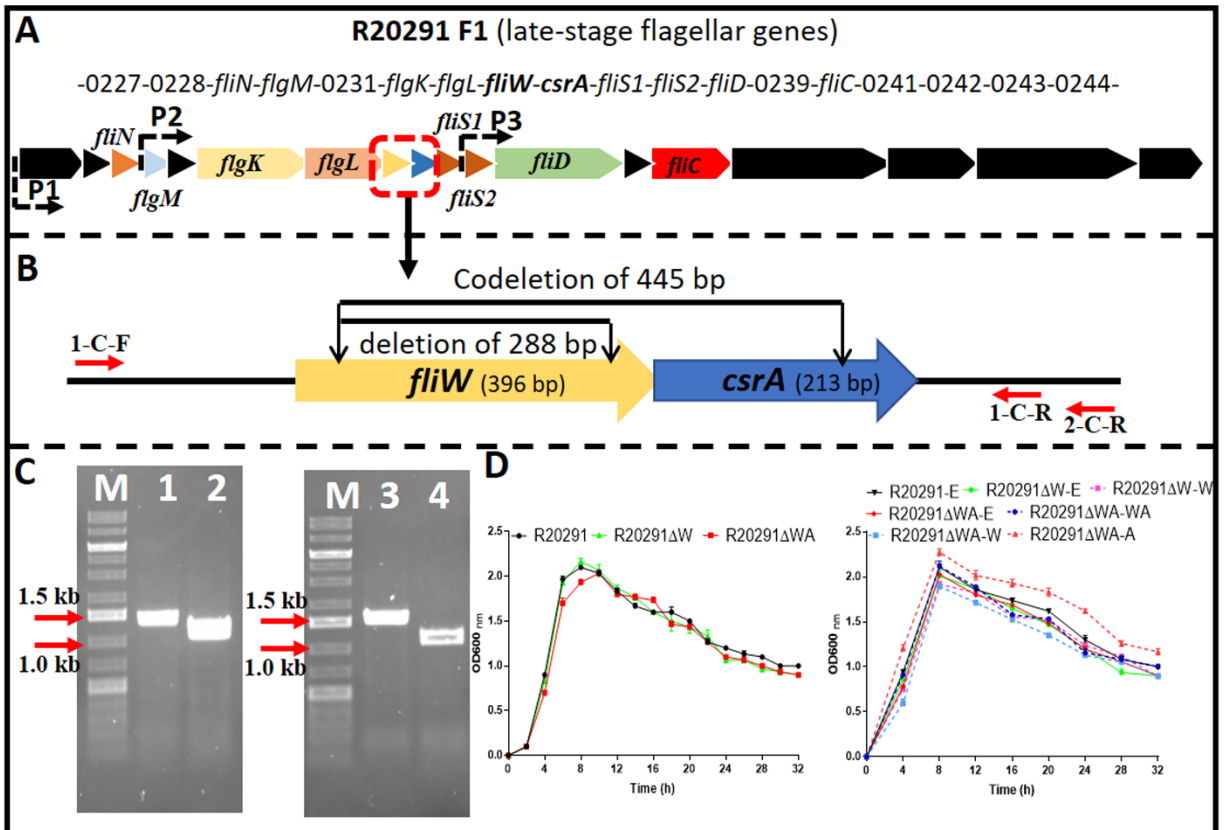 A
R20291 F1 (late-stage flagellar genes)
-0227-0228-fliN-flgM-0231-flgK-flgL-fliW-csrA-fliS1-fliS2-fliD-0239-fliC-0241-0242-0243-0244-
fliN P2 fliS1 P3
flgK flgL fliD fliC
P1 flgM fliS2
B
Codeletion of 445 bp
1-C-F deletion of 288 bp
fliW (396 bp) csrA (213 bp)
1-C-R
2-C-R
C
M 1 2
1.5 kb
1.0 kb
M 3 4
1.5 kb
1.0 kb
D
R20291 R20291ΔW R20291ΔWA
2.5
2.0
1.5
1.0
0.5
0.0
OD600 nm
0 4 8 12 16 20 24 28 32
Time (h)
R20291-E R20291ΔW-E R20291ΔW-W
R20291ΔWA-E R20291ΔWA-WA
R20291ΔWA-W R20291ΔWA-A
2.5
2.0
1.5
1.0
0.5
0.0
OD600 nm
0 4 8 12 16 20 24 28 32
Time (h)